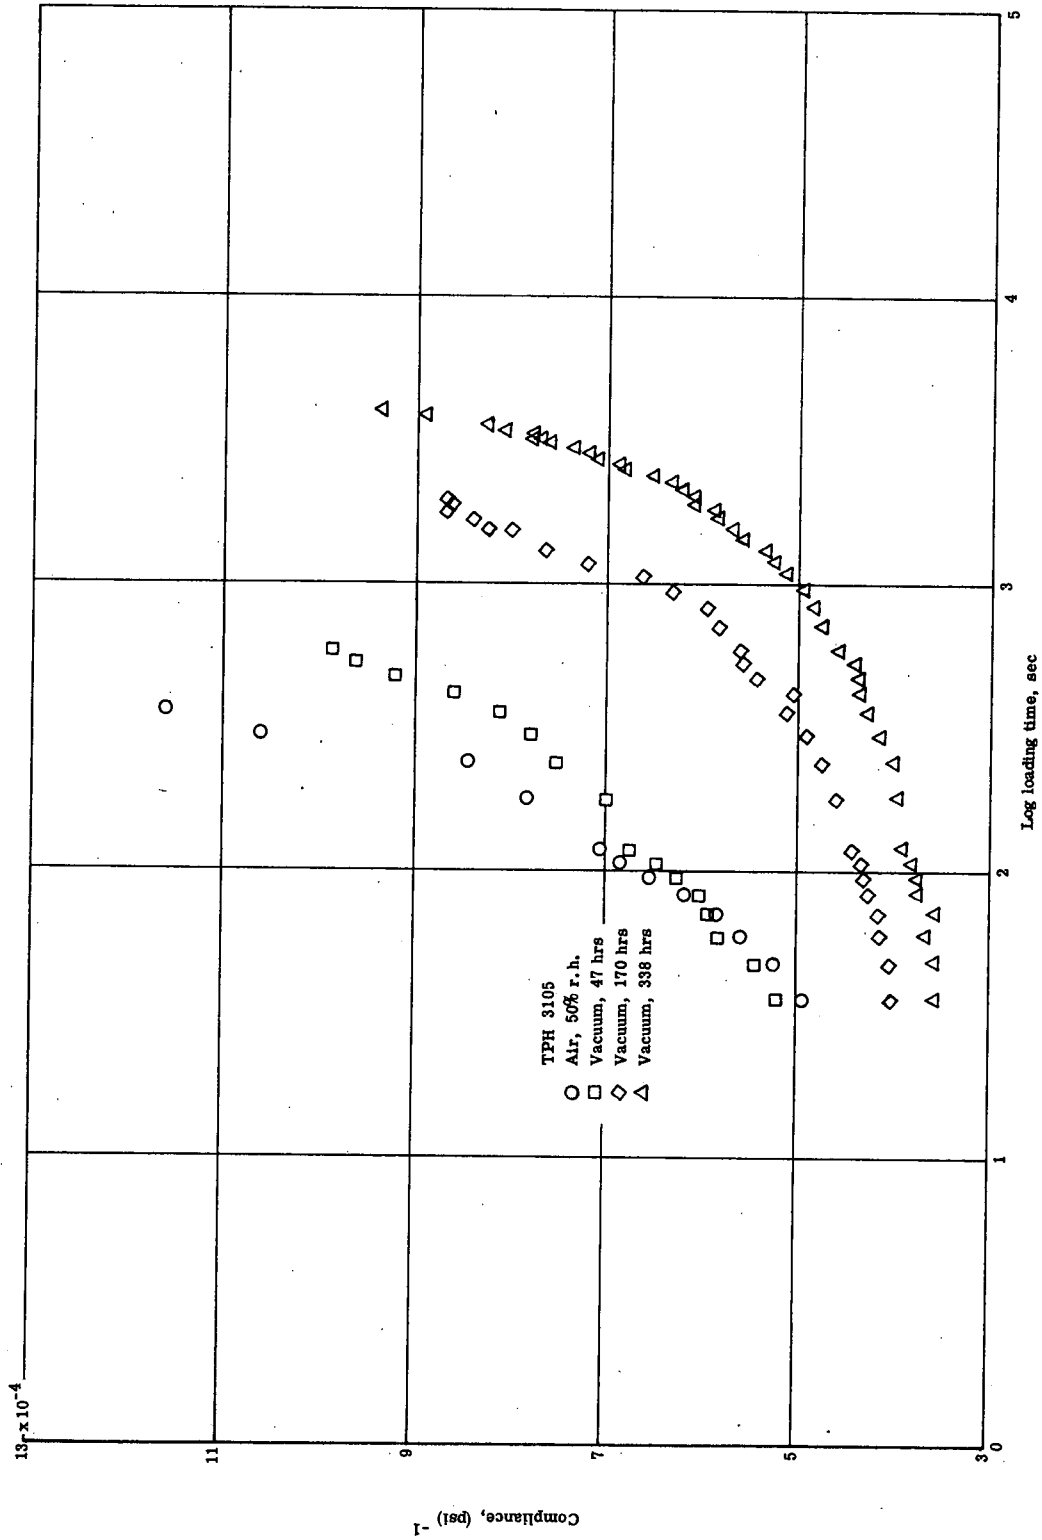 13 x 10-4
11
9
7
5
3
0
1
2
3
4
5
Compliance, (psi) -1
Log loading time, sec
TPH 3105
Air, 50% r.h.
Vacuum, 47 hrs
Vacuum, 170 hrs
Vacuum, 338 hrs